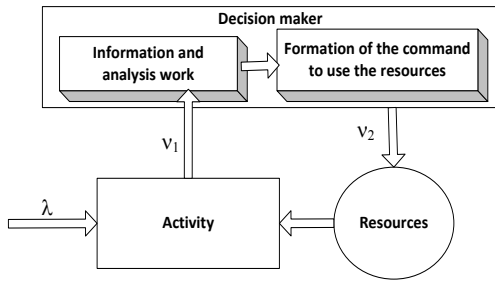 Decision maker
Information and
analysis work
Formation of the command
to use the resources
ν1
ν2
λ
Activity
Resources